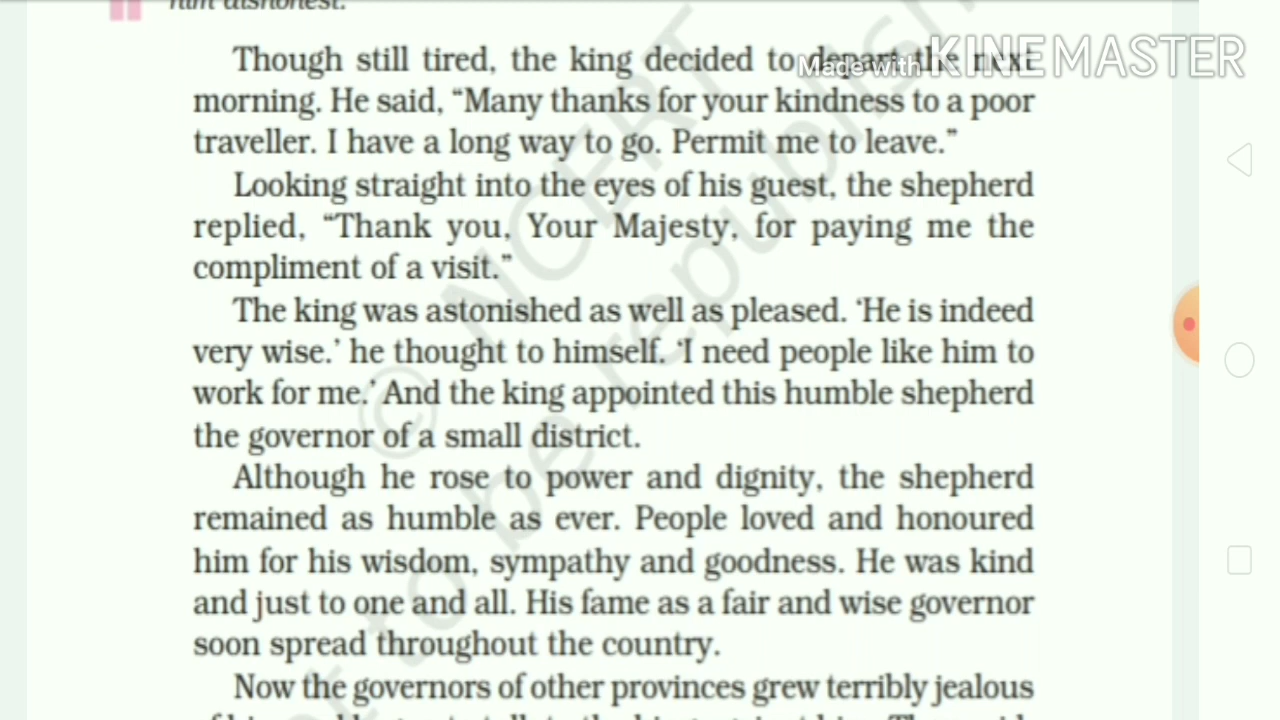 him dishonest.
Made with KINEMASTER
Though still tired, the king decided to depart the next
morning. He said, “Many thanks for your kindness to a poor
traveller. I have a long way to go. Permit me to leave.”
Looking straight into the eyes of his guest, the shepherd
replied, “Thank you, Your Majesty, for paying me the
compliment of a visit.”
The king was astonished as well as pleased. ‘He is indeed
very wise.’ he thought to himself. ‘I need people like him to
work for me.’ And the king appointed this humble shepherd
the governor of a small district.
Although he rose to power and dignity, the shepherd
remained as humble as ever. People loved and honoured
him for his wisdom, sympathy and goodness. He was kind
and just to one and all. His fame as a fair and wise governor
soon spread throughout the country.
Now the governors of other provinces grew terribly jealous
© NCERT
not to be republish